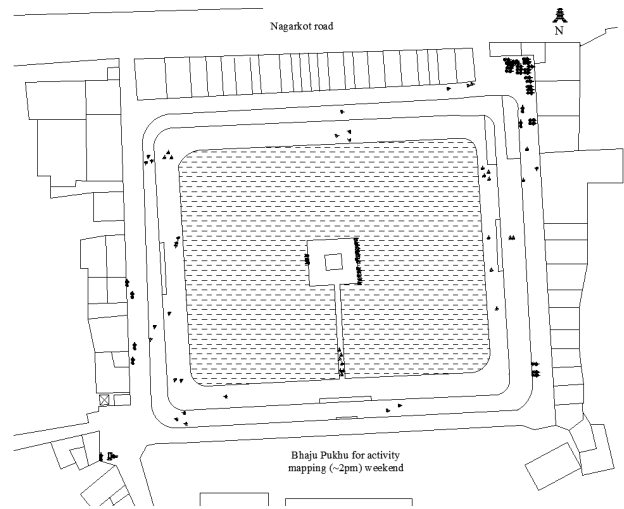 Nagarkot road
N
Bhaju Pukhu for activity
mapping (~2pm) weekend